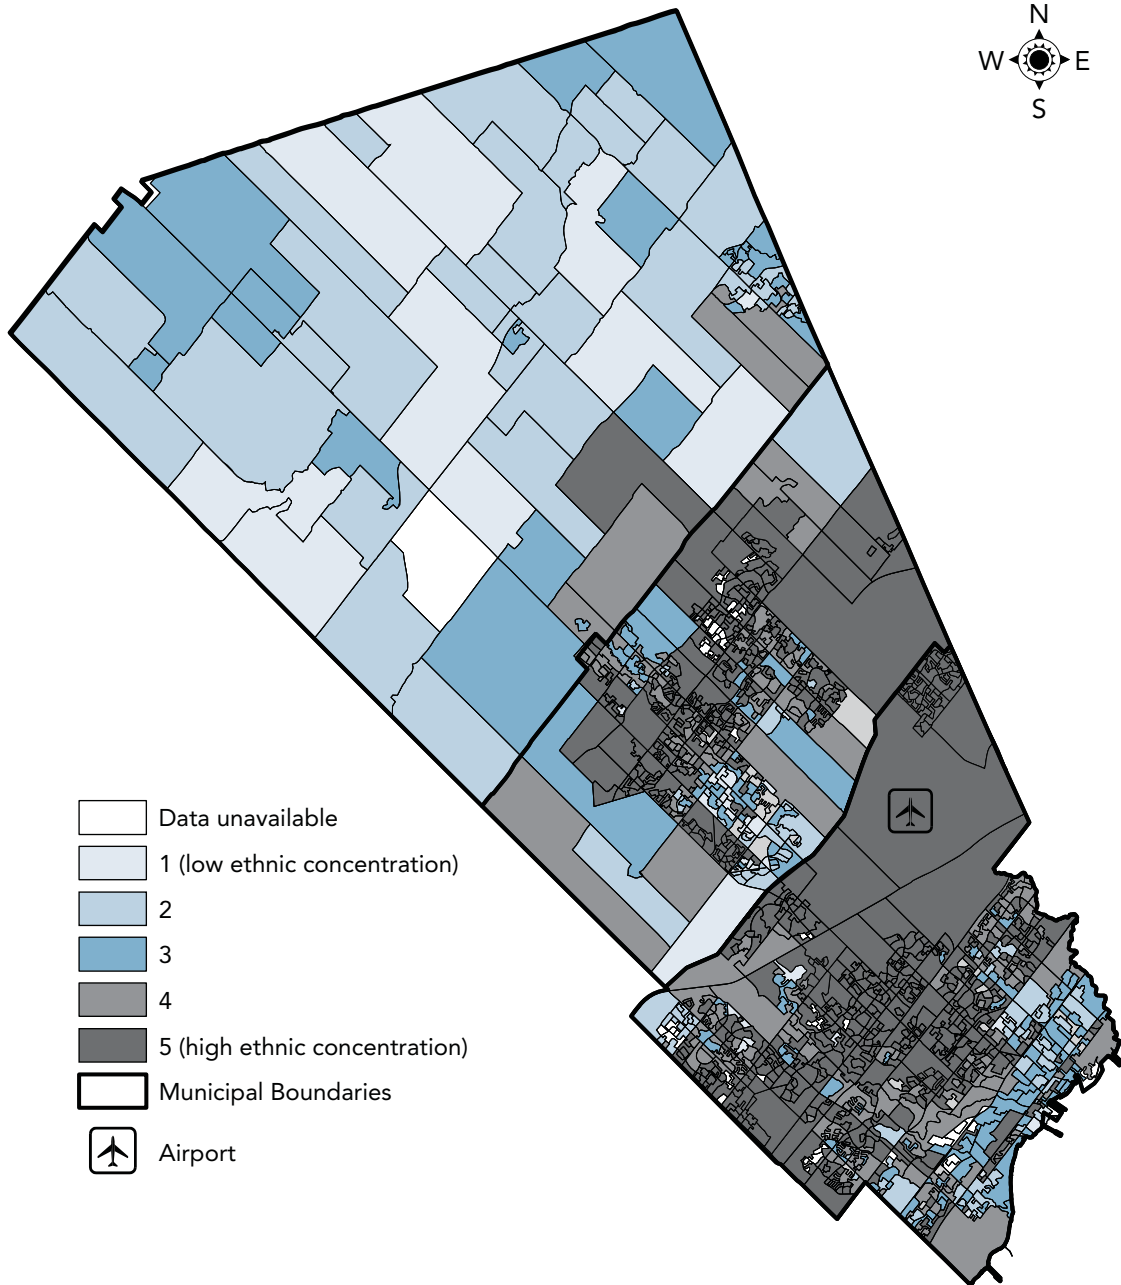 N
W E
S
Data unavailable
1 (low ethnic concentration)
2
3
4
5 (high ethnic concentration)
Municipal Boundaries
Airport